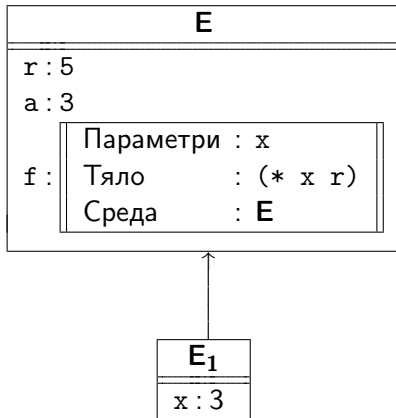 E
r : 5
a : 3
f :
Параметри : x
Тяло : (* x r)
Среда : E
E₁
x : 3